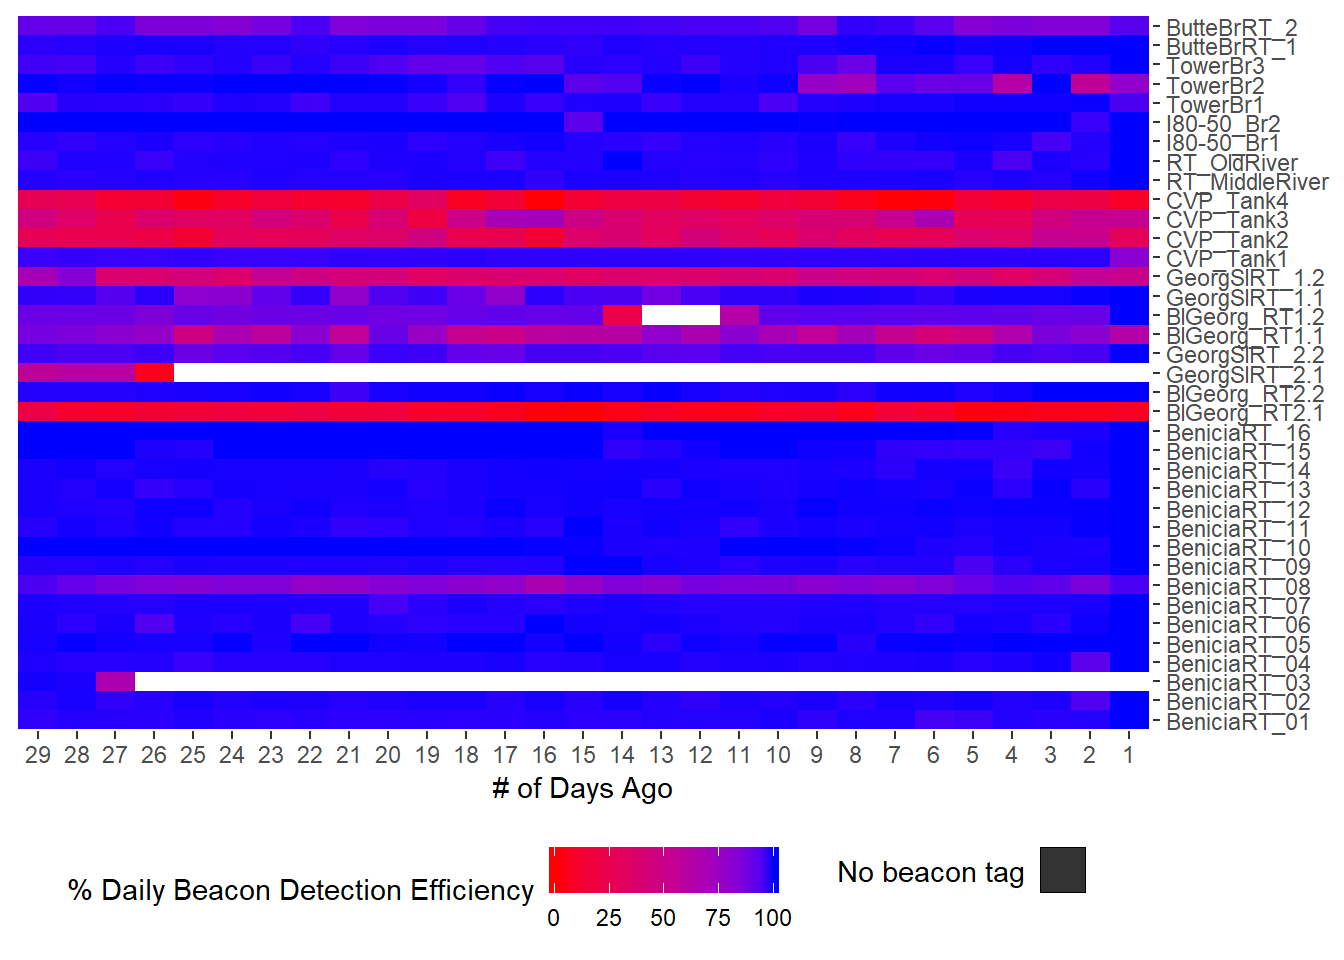 ButteBrRT_2
ButteBrRT_1
TowerBr3
TowerBr2
TowerBr1
I80-50_Br2
I80-50_Br1
RT_OldRiver
RT_MiddleRiver
CVP_Tank4
CVP_Tank3
CVP_Tank2
CVP_Tank1
GeorgSlRT_1.2
GeorgSlRT_1.1
BlGeorg_RT1.2
BlGeorg_RT1.1
GeorgSlRT_2.2
GeorgSlRT_2.1
BlGeorg_RT2.2
BlGeorg_RT2.1
BeniciaRT_16
BeniciaRT_15
BeniciaRT_14
BeniciaRT_13
BeniciaRT_12
BeniciaRT_11
BeniciaRT_10
BeniciaRT_09
BeniciaRT_08
BeniciaRT_07
BeniciaRT_06
BeniciaRT_05
BeniciaRT_04
BeniciaRT_03
BeniciaRT_02
BeniciaRT_01
29 28 27 26 25 24 23 22 21 20 19 18 17 16 15 14 13 12 11 10 9 8 7 6 5 4 3 2 1
# of Days Ago
% Daily Beacon Detection Efficiency
0 25 50 75 100
No beacon tag